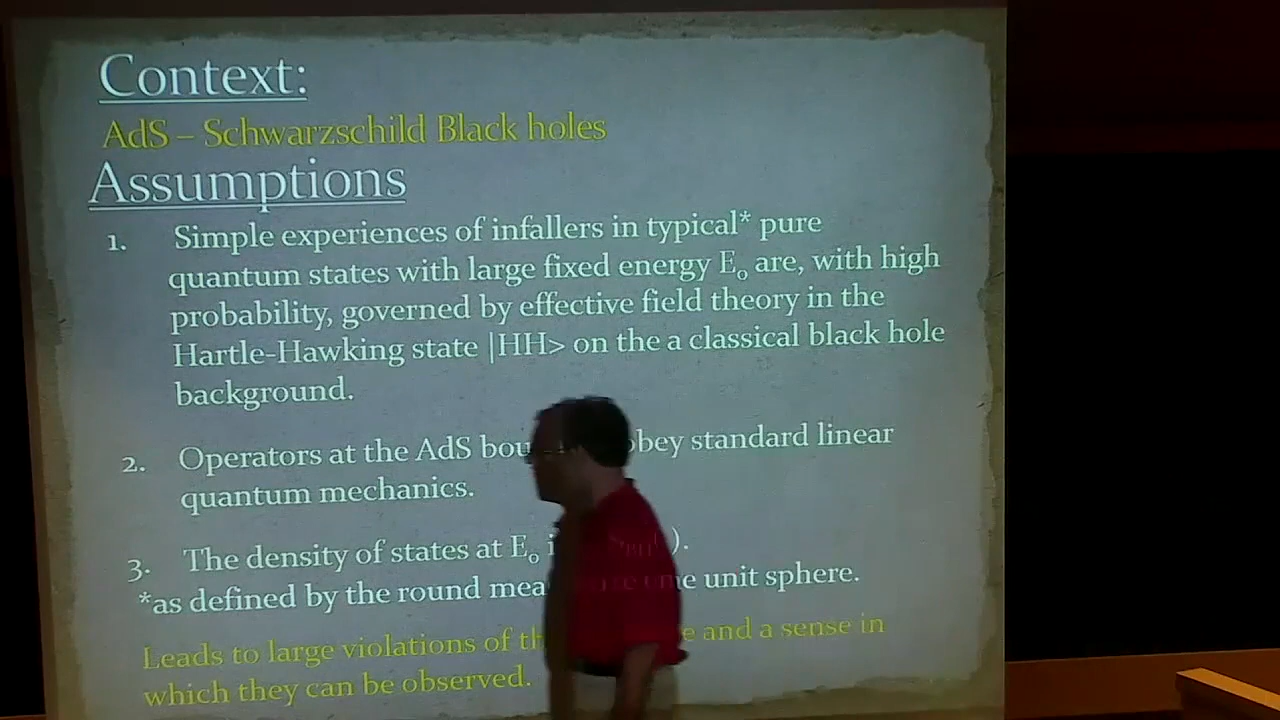 Context:
AdS – Schwarzschild Black holes
Assumptions
1. Simple experiences of infallers in typical* pure
quantum states with large fixed energy E₀ are, with high
probability, governed by effective field theory in the
Hartle-Hawking state |HH> on the a classical black hole
background.
2. Operators at the AdS obey standard linear
quantum mechanics.
3. The density of states at E₀ ).
*as defined by the round unit sphere.
Leads to large violations of and a sense in
which they can be observed.